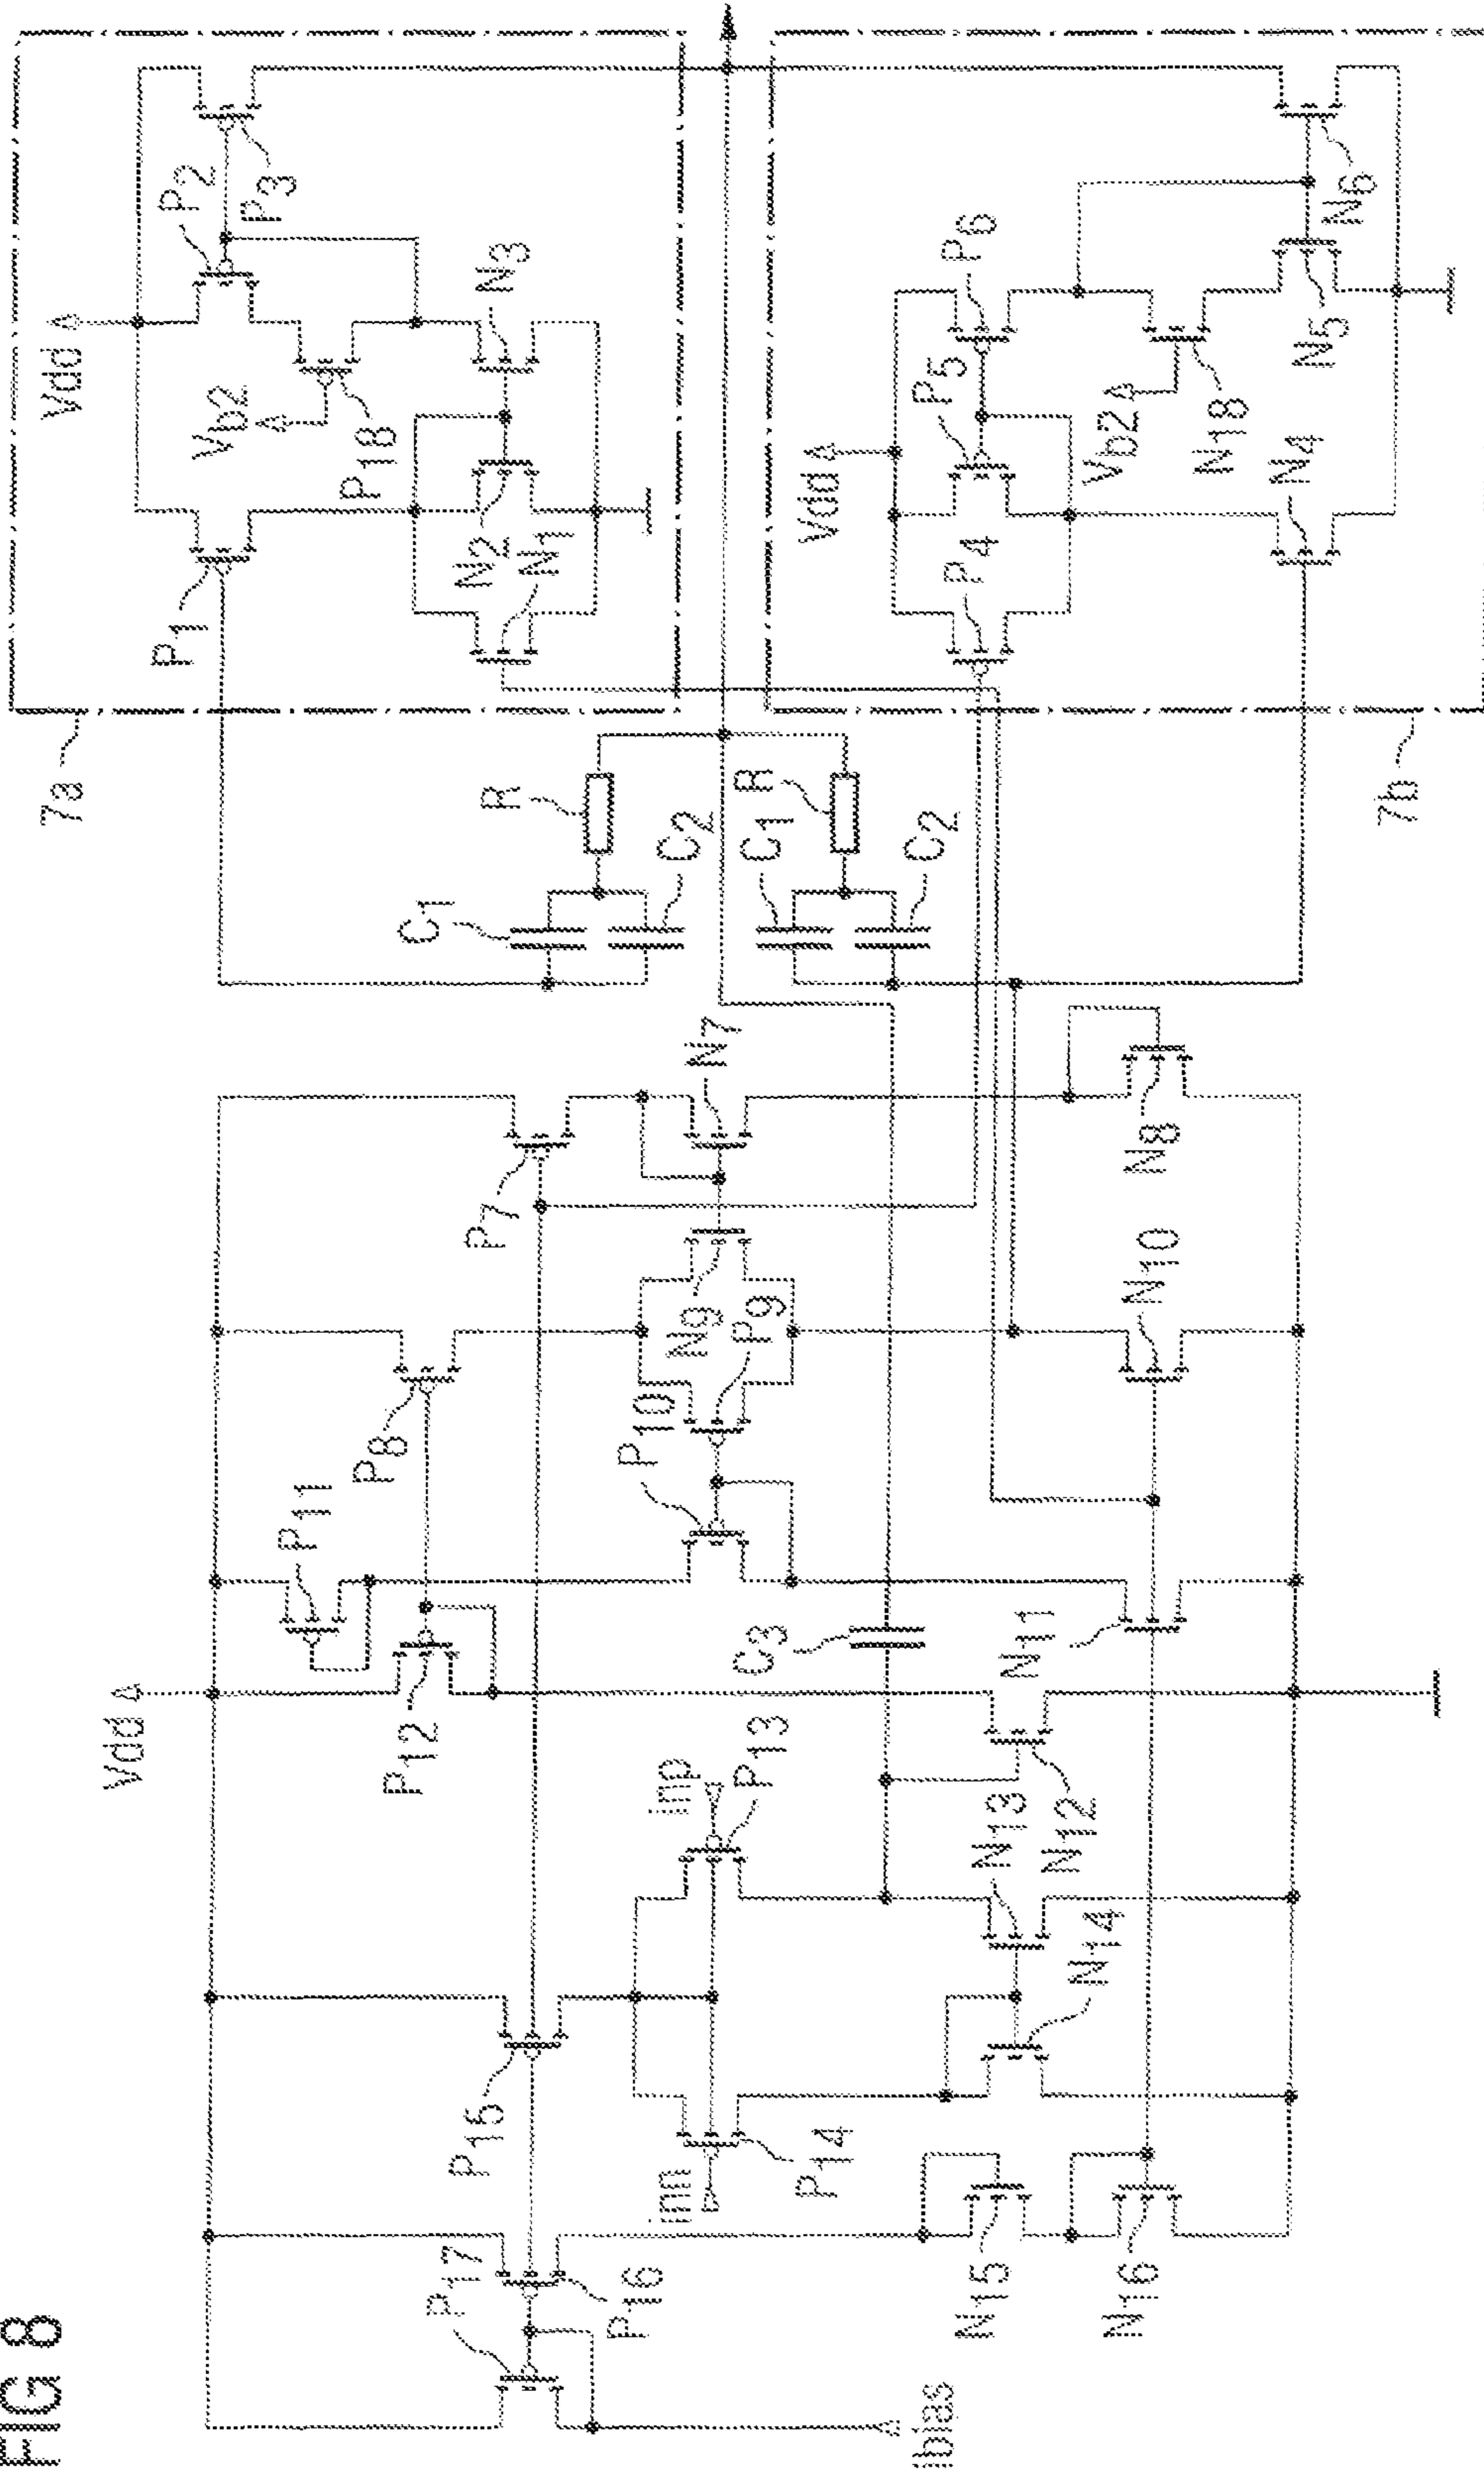 FIG 8
7a
Vdd
P2
P3
Vb2
P18
P1
N3
N2
N1
R
C1
C2
R
C1
C2
7b
Vdd
P6
P5
P4
Vb2
N18
N4
N5
N6
Vdd
P11
P12
P8
P7
N7
N9
P9
P10
N8
N10
N11
C3
inp
P13
N13
N12
N14
P15
inn
P14
P17
P16
N15
N16
Ibias